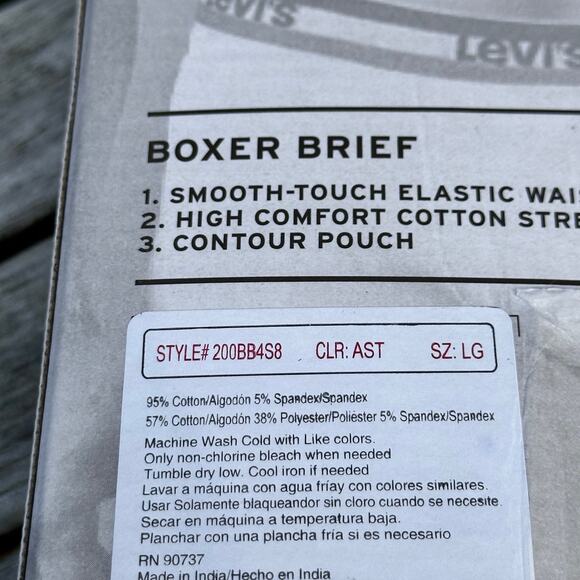 Levi's
Levi's
BOXER BRIEF
1. SMOOTH-TOUCH ELASTIC
2. HIGH COMFORT COTTON
3. CONTOUR POUCH
STYLE# 200BB4S8 CLR: AST SZ: LG
95% Cotton/Algodón 5% Spandex/Spandex
57% Cotton/Algodón 38% Polyester/Poliéster 5% Spandex/Spandex
Machine Wash Cold with Like colors.
Only non-chlorine bleach when needed
Tumble dry low. Cool iron if needed
Lavar a máquina con agua fríay con colores similares.
Usar Solamente blaqueandor sin cloro cuando se necesite.
Secar en máquina a temperatura baja.
Planchar con una plancha fría si es necesario
RN 90737
Made in India/Hecho en India